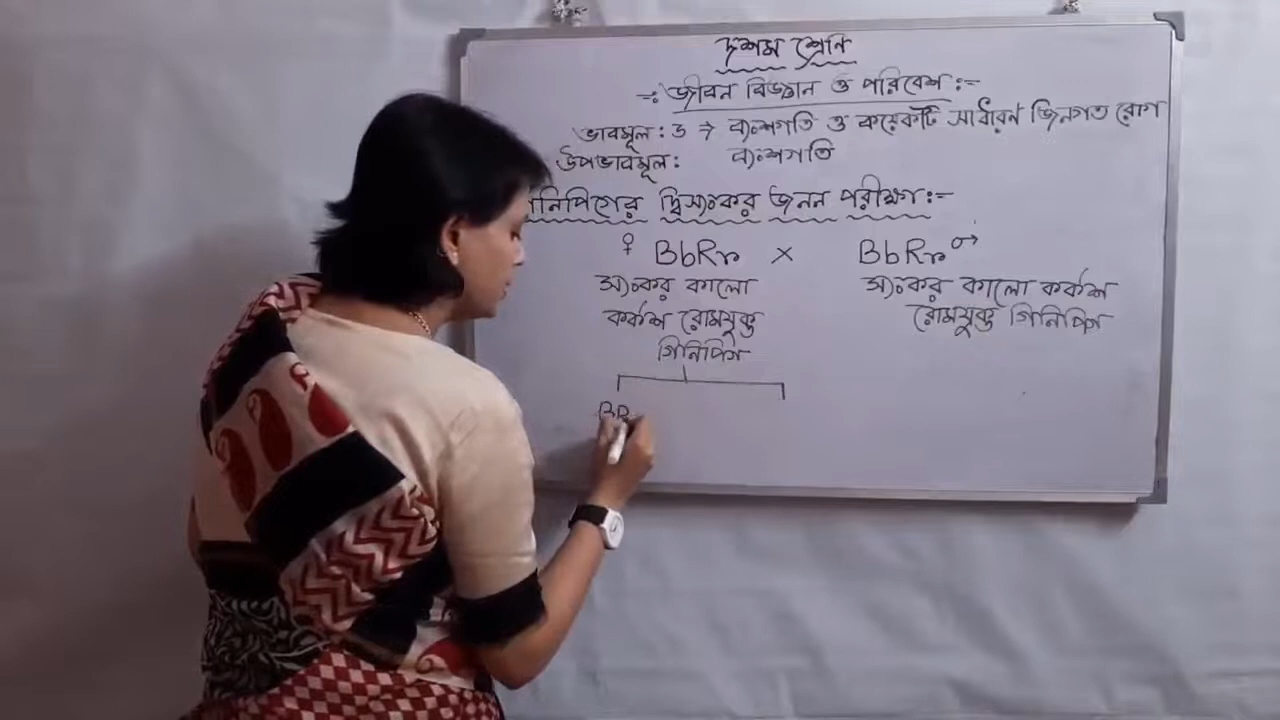 দশম শ্রেণি
-: জীবন বিজ্ঞান ও পরিবেশ :-
ভাবমূল: ৩ ⇒ বংশগতি ও কয়েকটি সাধারণ জিনগত রোগ
উপভাবমূল: বংশগতি
গিনিপিগের দ্বিসংকর জনন পরীক্ষা:-
♀ BbRr × BbRr ♂
সংকর কালো সংকর কালো কর্কশ
কর্কশ রোমযুক্ত রোমযুক্ত গিনিপিগ
গিনিপিগ
BR